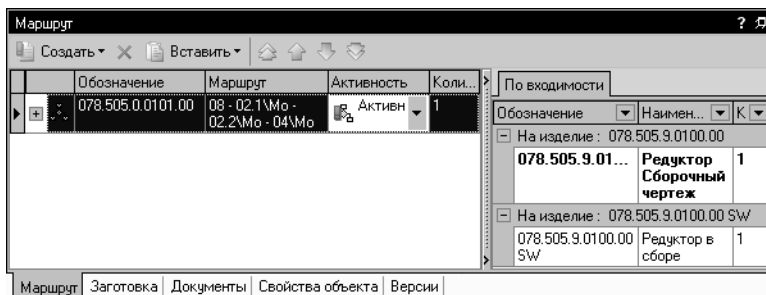 Маршрут
Создать Вставить
Обозначение Маршрут Активность Коли...
078.505.0.0101.00 08 - 02.1\Мо - 02.2\Мо - 04\Мо Активн 1
По входимости
Обозначение Наимен... К
На изделие : 078.505.9.0100.00
078.505.9.01... Редуктор Сборочный чертеж 1
На изделие : 078.505.9.0100.00 SW
078.505.9.0100.00 SW Редуктор в сборе 1
Маршрут Заготовка Документы Свойства объекта Версии